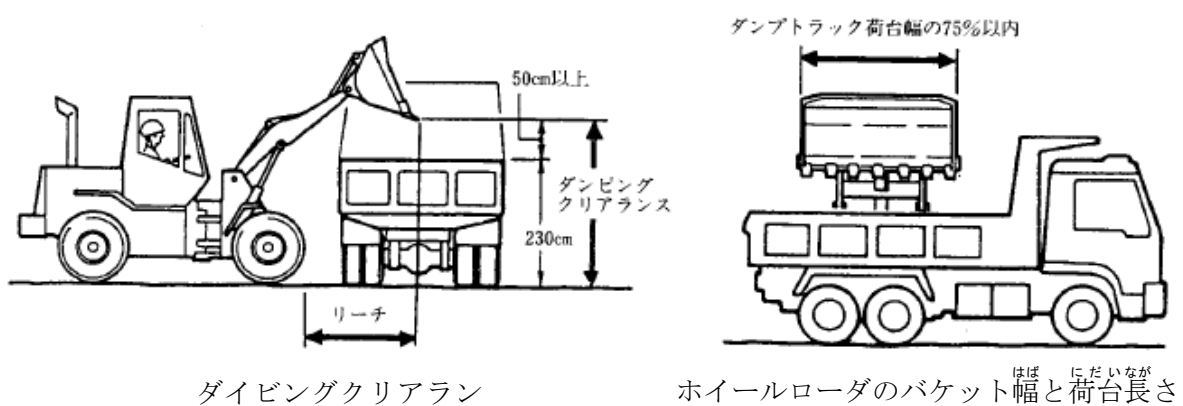 ダンプトラック荷台幅の75%以内
50cm以上
ダンピング
クリアランス
230cm
リーチ
ダイビングクリアラン
ホイールローダのバケット幅と荷台長さ
はば
にだいなが